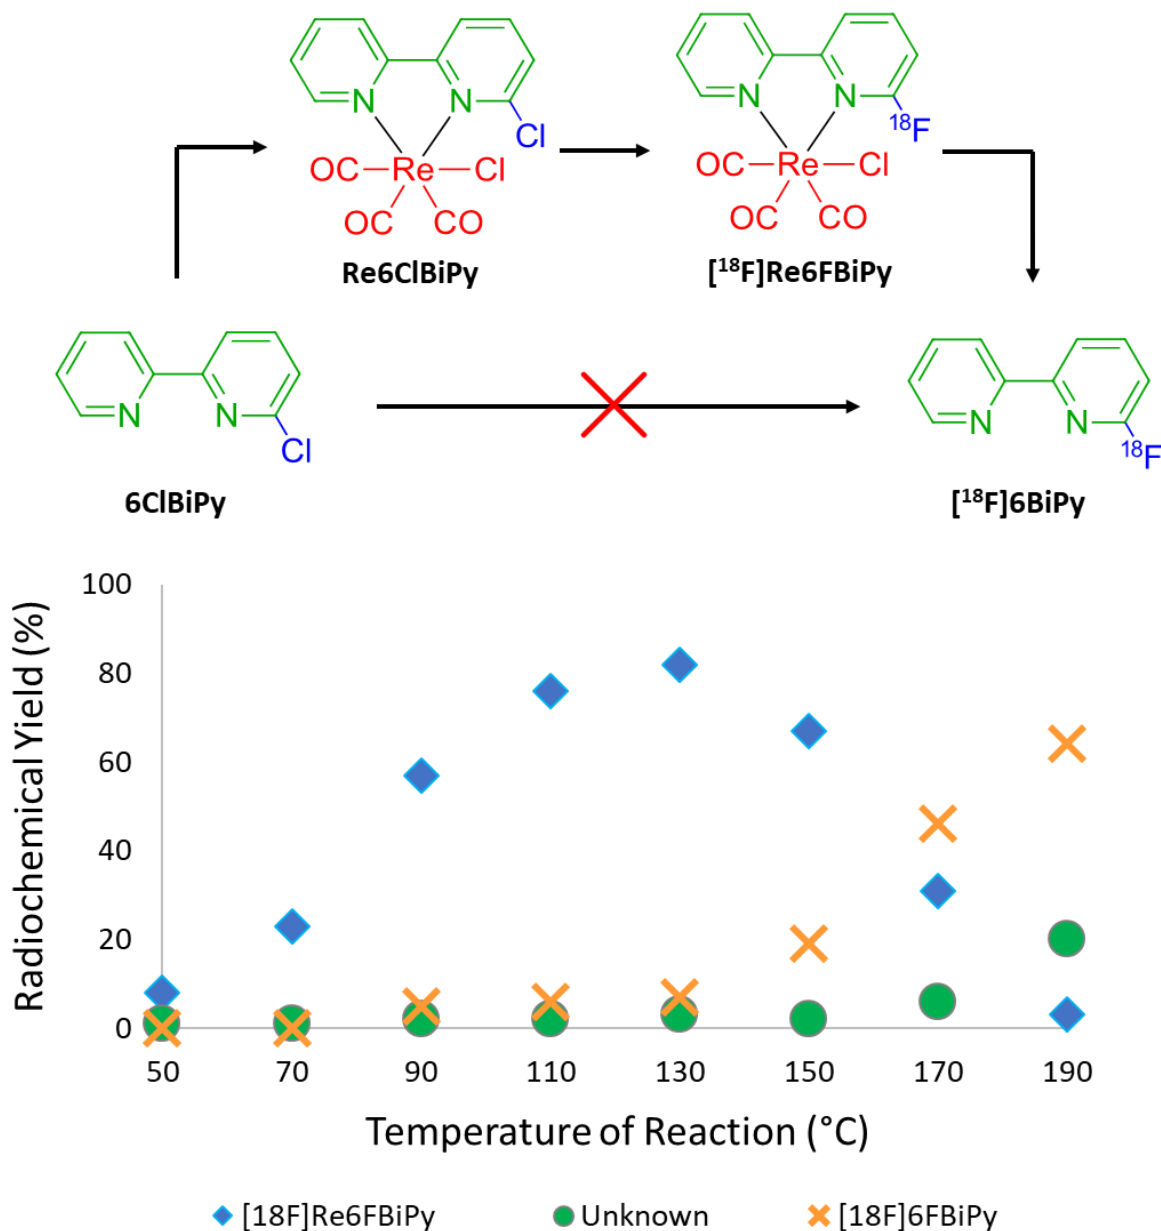 N N Cl
OC Re Cl
OC CO
Re6ClBiPy
N N 18F
OC Re Cl
OC CO
[18F]Re6FBiPy
N N Cl
6ClBiPy
N N 18F
[18F]6BiPy
Radiochemical Yield (%)
100
80
60
40
20
0
50 70 90 110 130 150 170 190
Temperature of Reaction (°C)
[18F]Re6FBiPy Unknown [18F]6FBiPy